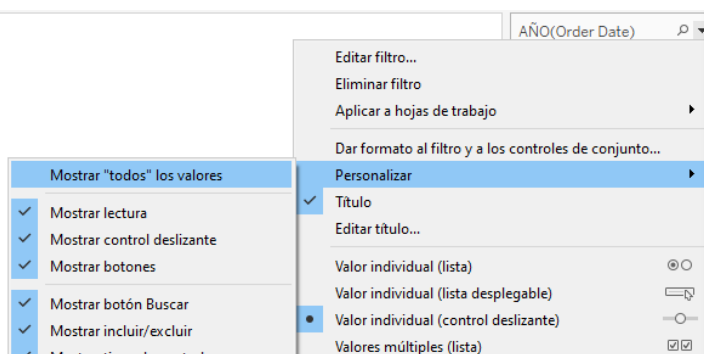 AÑO(Order Date)
Editar filtro...
Eliminar filtro
Aplicar a hojas de trabajo
Dar formato al filtro y a los controles de conjunto...
Personalizar
Título
Editar título...
Valor individual (lista)
Valor individual (lista desplegable)
Valor individual (control deslizante)
Valores múltiples (lista)
Mostrar "todos" los valores
Mostrar lectura
Mostrar control deslizante
Mostrar botones
Mostrar botón Buscar
Mostrar incluir/excluir